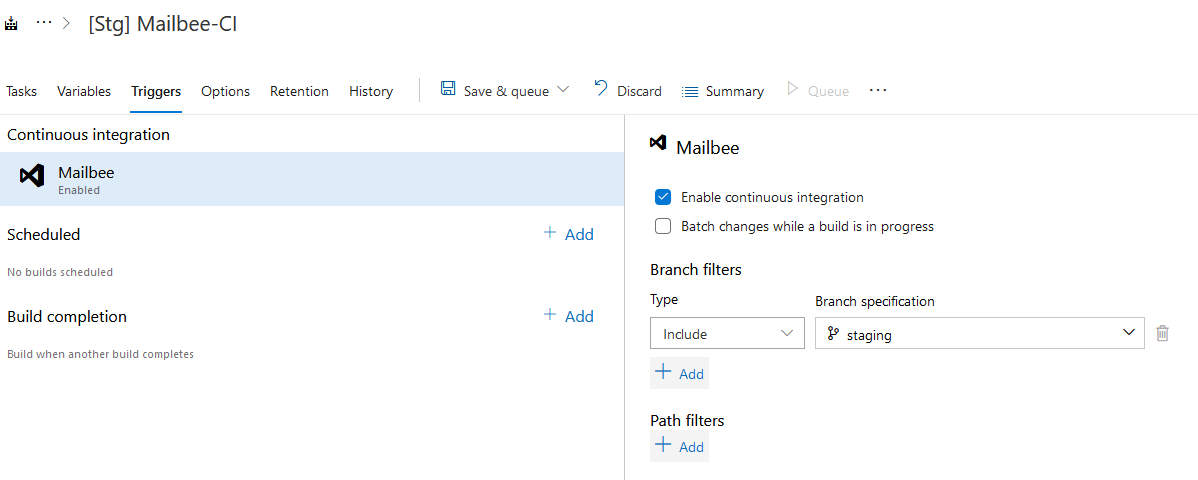 ··· > [Stg] Mailbee-CI
Tasks Variables Triggers Options Retention History Save & queue Discard Summary Queue ···
Continuous integration
Mailbee
Enabled
Scheduled + Add
No builds scheduled
Build completion + Add
Build when another build completes
Mailbee
Enable continuous integration
Batch changes while a build is in progress
Branch filters
Type Branch specification
Include staging
+ Add
Path filters
+ Add